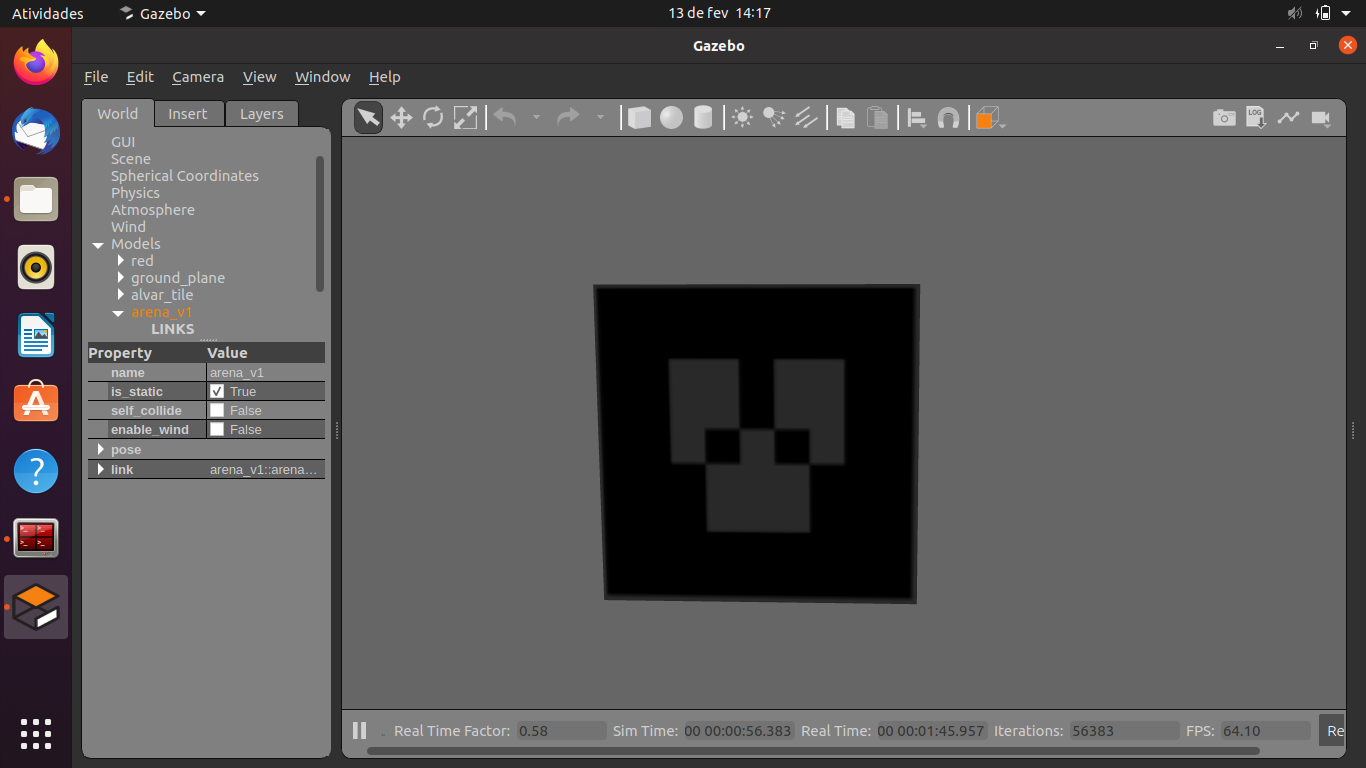 Atividades Gazebo 13 de fev 14:17
Gazebo
File Edit Camera View Window Help
World Insert Layers
GUI
Scene
Spherical Coordinates
Physics
Atmosphere
Wind
Models
red
ground_plane
alvar_tile
arena_v1
LINKS
Property Value
name arena_v1
is_static True
self_collide False
enable_wind False
pose
link arena_v1::arena...
LOG
Real Time Factor: 0.58 Sim Time: 00 00:00:56.383 Real Time: 00 00:01:45.957 Iterations: 56383 FPS: 64.10 Re